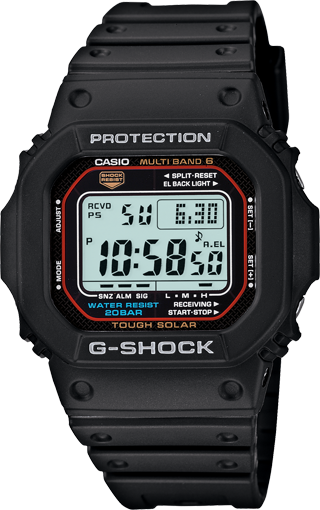 PROTECTION
CASIO MULTI BAND 6
SHOCK RESIST
◄ SPLIT-RESET
EL BACK LIGHT ►
ADJUST
SET [−]
RCVD
PS SU 6.30
P A.EL
10:58 50
MODE
SET [+]
SNZ ALM SIG L • M • H
WATER RESIST
20BAR
RECEIVING ►
START-STOP ►
TOUGH SOLAR
G-SHOCK